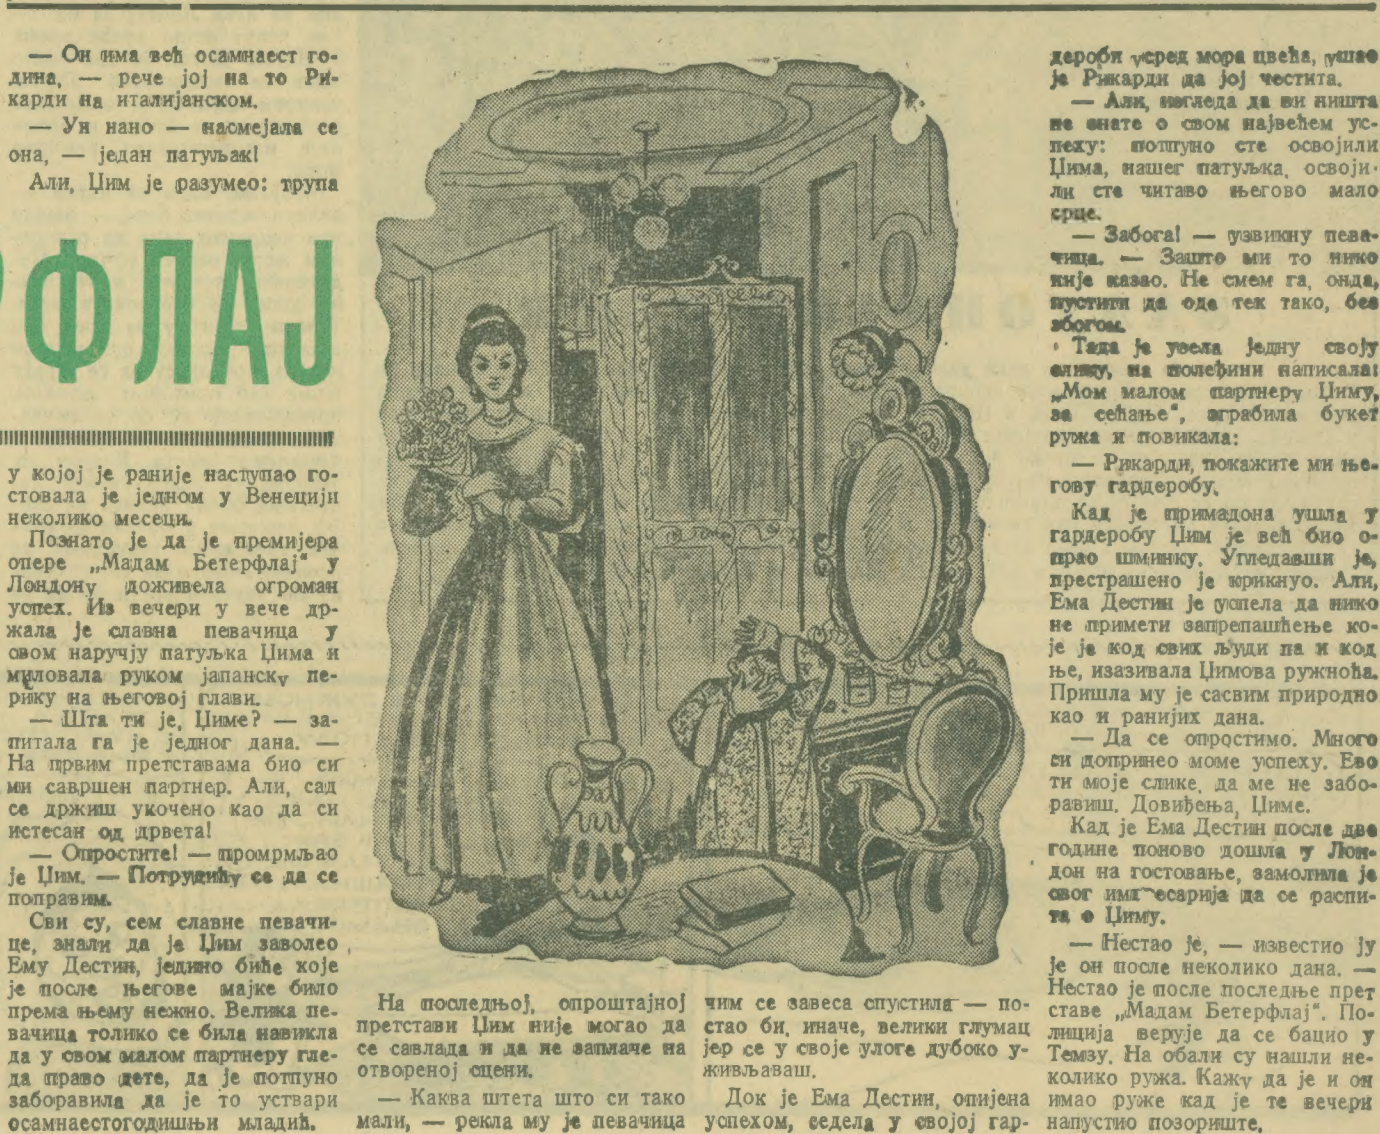 — Он има већ осамнаест го-
дина, — рече јој на то Ри-
карди на италијанском.
— Ун нано — насмејала се
она, — један патуљак!
Али, Џим је разумео: трупа
ФЛАЈ
у којој је раније наступао го-
стовала је једном у Венецији
неколико месеци.
Познато је да је премијера
опере „Мадам Бетерфлај“ у
Лондону доживела огроман
успех. Из вечери у вече др-
жала је славна певачица у
свом наручју патуљка Џима и
миловала руком јапанску пе-
рику на његовој глави.
— Шта ти је, Џиме? — за-
питала га је једног дана. —
На првим претставама био си
ми савршен партнер. Али, сад
се држиш укочено као да си
истесан од дрвета!
— Опростите! — промрмљао
је Џим. — Потрудићу се да се
поправим.
Сви су, сем славне певачи-
це, знали да је Џим заволео
Ему Дестин, једино биће које
је после његове мајке било
према њему нежно. Велика пе-
вачица толико се била навикла
да у свом малом партнеру гле-
да право дете, да је потпуно
заборавила да је то уствари
осамнаестогодишњи младић.
На последњој, опроштајној
претстави Џим није могао да
се савлада и да не заплаче на
отвореној сцени.
— Каква штета што си тако
мали, — рекла му је певачица
чим се завеса спустила — по-
стао би, иначе, велики глумац
јер се у своје улоге дубоко у-
живљаваш.
Док је Ема Дестин, опијена
успехом, седела у својој гар-
дероби усред мора цвећа, ушао
је Рикарди да јој честита.
— Али, изгледа да ви ништа
не знате о свом највећем ус-
пеху: потпуно сте освојили
Џима, нашег патуљка, освоји-
ли сте читаво његово мало
срце.
— Забога! — узвикну пева-
чица. — Зашто ми то нико
није казао. Не смем га, онда,
пустити да оде тек тако, без
збогом.
Тада је узела једну своју
слику, на полеђини написала:
„Мом малом партнеру Џиму,
за сећање“, зграбила букет
ружа и повикала:
— Рикарди, покажите ми ње-
гову гардеробу.
Кад је примадона ушла у
гардеробу Џим је већ био о-
прао шминку. Угледавши је,
престрашено је крикнуо. Али,
Ема Дестин је успела да нико
не примети запрепашћење ко-
је је код свих људи па и код
ње, изазивала Џимова ружноћа.
Пришла му је сасвим природно
као и ранијих дана.
— Да се опростимо. Много
си допринео моме успеху. Ево
ти моје слике, да ме не забо-
равиш. Довиђења, Џиме.
Кад је Ема Дестин после две
године поново дошла у Лон-
дон на гостовање, замолила је
свог импресарија да се распи-
та о Џиму.
— Нестао је, — известио ју
је он после неколико дана. —
Нестао је после последње прет
ставе „Мадам Бетерфлај“. По-
лиција верује да се бацио у
Темзу. На обали су нашли не-
колико ружа. Кажу да је и он
имао руже кад је те вечери
напустио позориште.